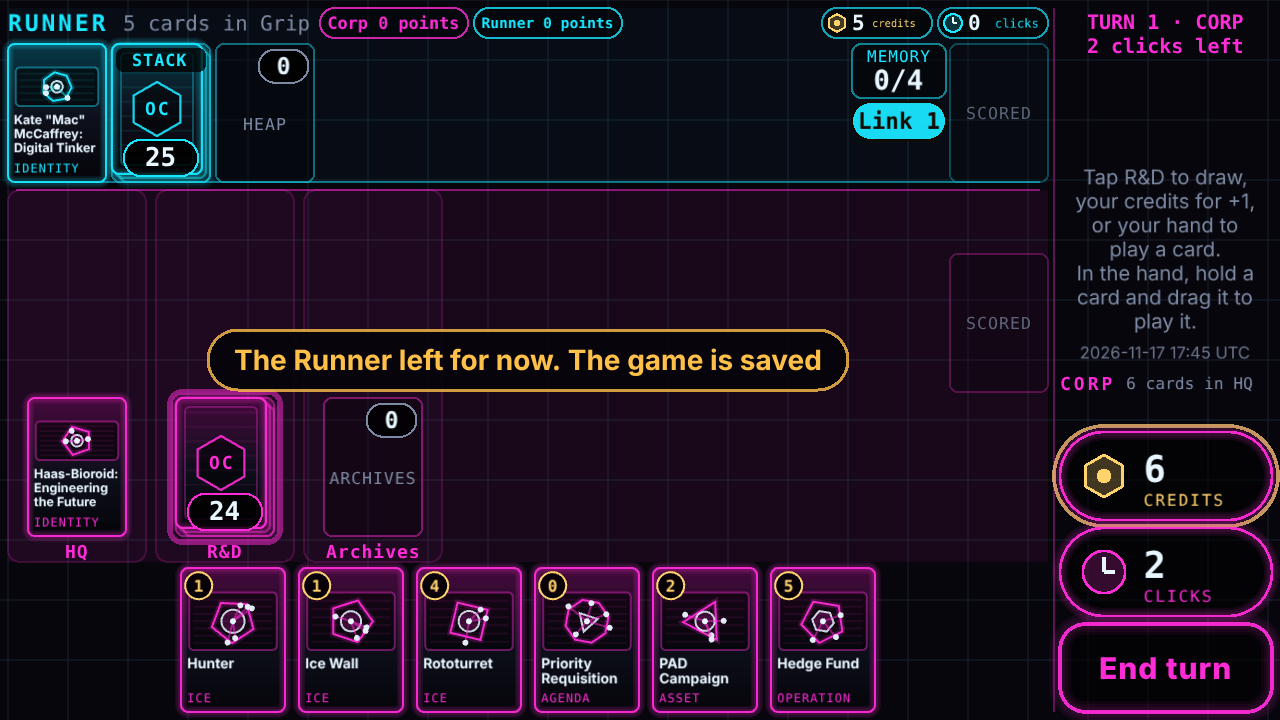 RUNNER 5 cards in Grip Corp 0 points Runner 0 points 5 credits 0 clicks
TURN 1 · CORP
2 clicks left
Kate "Mac"
McCaffrey:
Digital Tinker
IDENTITY
STACK
OC
25
0
HEAP
MEMORY
0/4
Link 1
SCORED
Tap R&D to draw,
your credits for +1,
or your hand to
play a card.
In the hand, hold a
card and drag it to
play it.
2026-11-17 17:45 UTC
SCORED
The Runner left for now. The game is saved
CORP 6 cards in HQ
Haas-Bioroid:
Engineering
the Future
IDENTITY
HQ
OC
24
R&D
0
ARCHIVES
Archives
6
CREDITS
2
CLICKS
End turn
1
Hunter
ICE
1
Ice Wall
ICE
4
Rototurret
ICE
0
Priority
Requisition
AGENDA
2
PAD
Campaign
ASSET
5
Hedge Fund
OPERATION